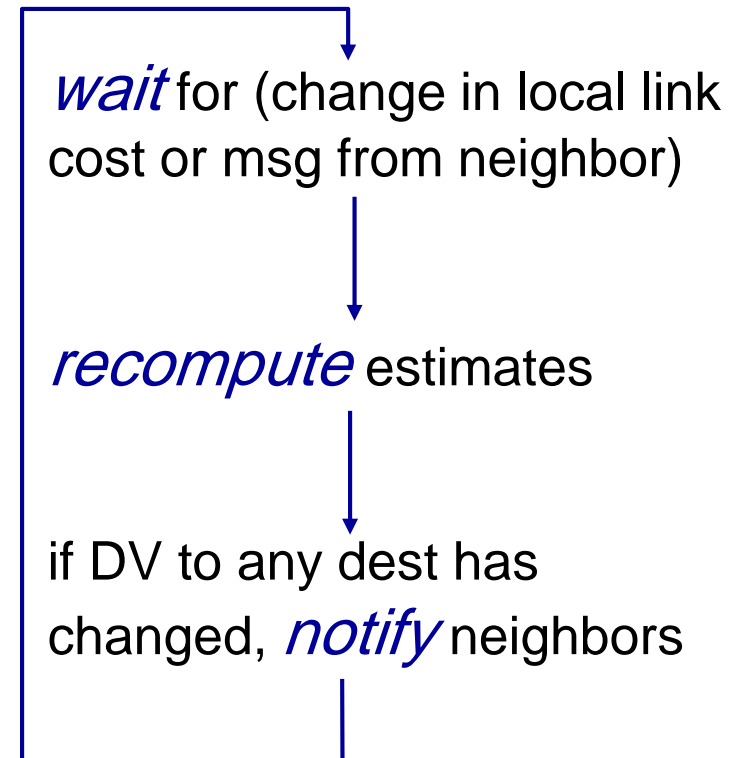 wait for (change in local link
cost or msg from neighbor)
recompute estimates
if DV to any dest has
changed, notify neighbors